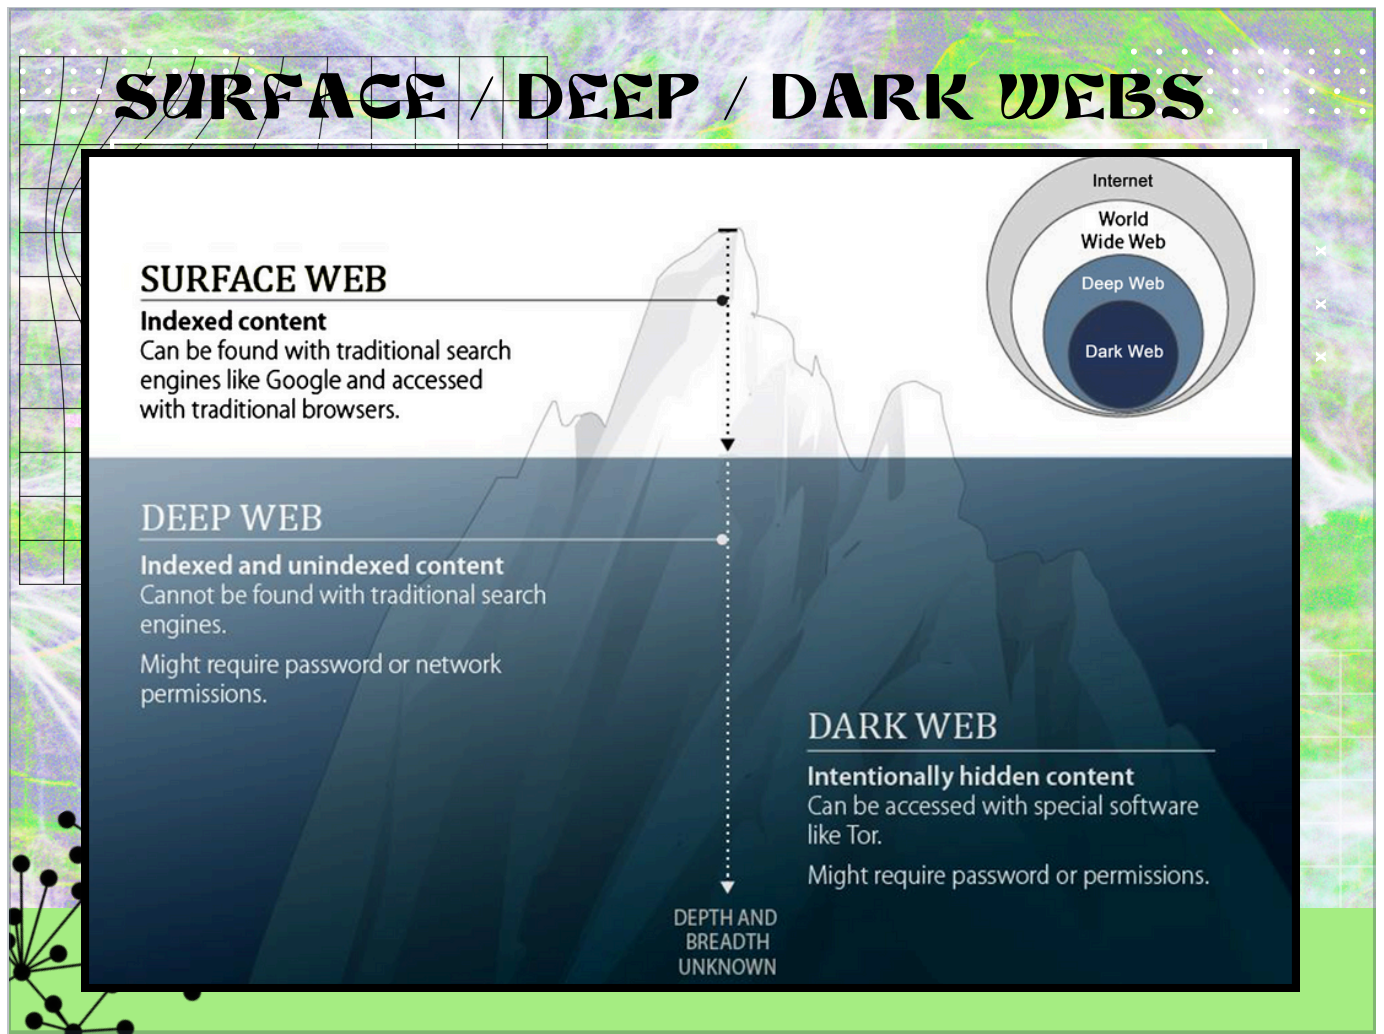 SURFACE / DEEP / DARK WEBS
Internet
World
Wide Web
Deep Web
Dark Web
SURFACE WEB
Indexed content
Can be found with traditional search
engines like Google and accessed
with traditional browsers.
DEEP WEB
Indexed and unindexed content
Cannot be found with traditional search
engines.
Might require password or network
permissions.
DARK WEB
Intentionally hidden content
Can be accessed with special software
like Tor.
Might require password or permissions.
DEPTH AND
BREADTH
UNKNOWN